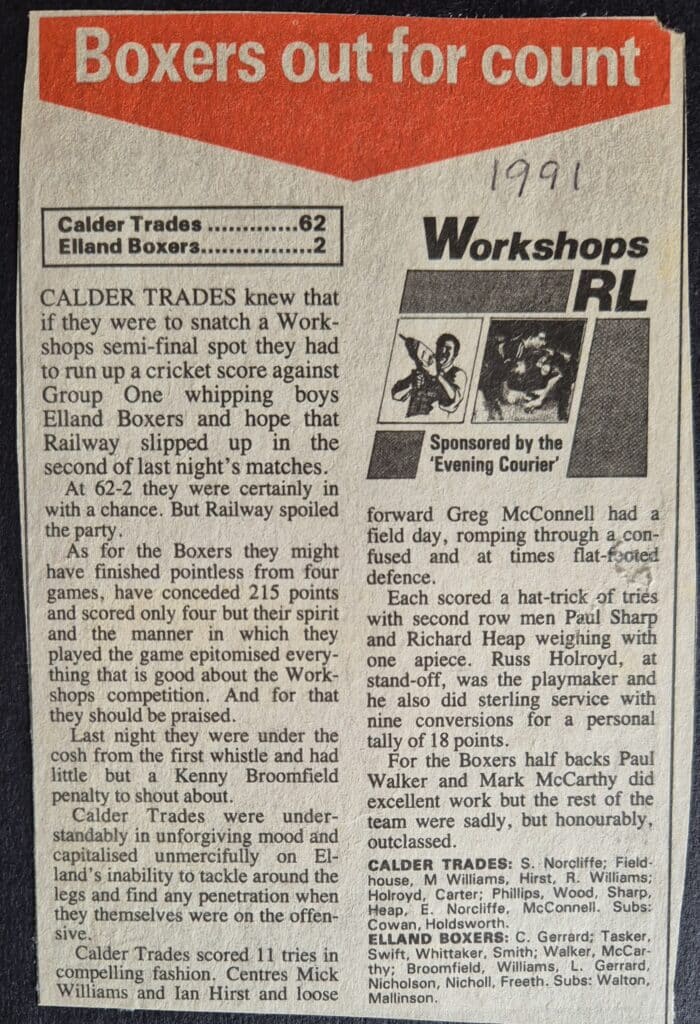 Boxers out for count
1991
Calder Trades .............62
Elland Boxers................2
CALDER TRADES knew that
if they were to snatch a Work-
shops semi-final spot they had
to run up a cricket score against
Group One whipping boys
Elland Boxers and hope that
Railway slipped up in the
second of last night's matches.
At 62-2 they were certainly in
with a chance. But Railway spoiled
the party.
As for the Boxers they might
have finished pointless from four
games, have conceded 215 points
and scored only four but their spirit
and the manner in which they
played the game epitomised every-
thing that is good about the Work-
shops competition. And for that
they should be praised.
Last night they were under the
cosh from the first whistle and had
little but a Kenny Broomfield
penalty to shout about.
Calder Trades were under-
standably in unforgiving mood and
capitalised unmercifully on El-
land's inability to tackle around the
legs and find any penetration when
they themselves were on the offen-
sive.
Calder Trades scored 11 tries in
compelling fashion. Centres Mick
Williams and Ian Hirst and loose
Workshops
RL
Sponsored by the
'Evening Courier'
forward Greg McConnell had a
field day, romping through a con-
fused and at times flat-footed
defence.
Each scored a hat-trick of tries
with second row men Paul Sharp
and Richard Heap weighing with
one apiece. Russ Holroyd, at
stand-off, was the playmaker and
he also did sterling service with
nine conversions for a personal
tally of 18 points.
For the Boxers half backs Paul
Walker and Mark McCarthy did
excellent work but the rest of the
team were sadly, but honourably,
outclassed.
CALDER TRADES: S. Norcliffe; Field-
house, M Williams, Hirst, R. Williams;
Holroyd, Carter; Phillips, Wood, Sharp,
Heap, E. Norcliffe, McConnell. Subs:
Cowan, Holdsworth.
ELLAND BOXERS: C. Gerrard; Tasker,
Swift, Whittaker, Smith; Walker, McCar-
thy; Broomfield, Williams, L. Gerrard,
Nicholson, Nicholl, Freeth. Subs: Walton,
Mallinson.